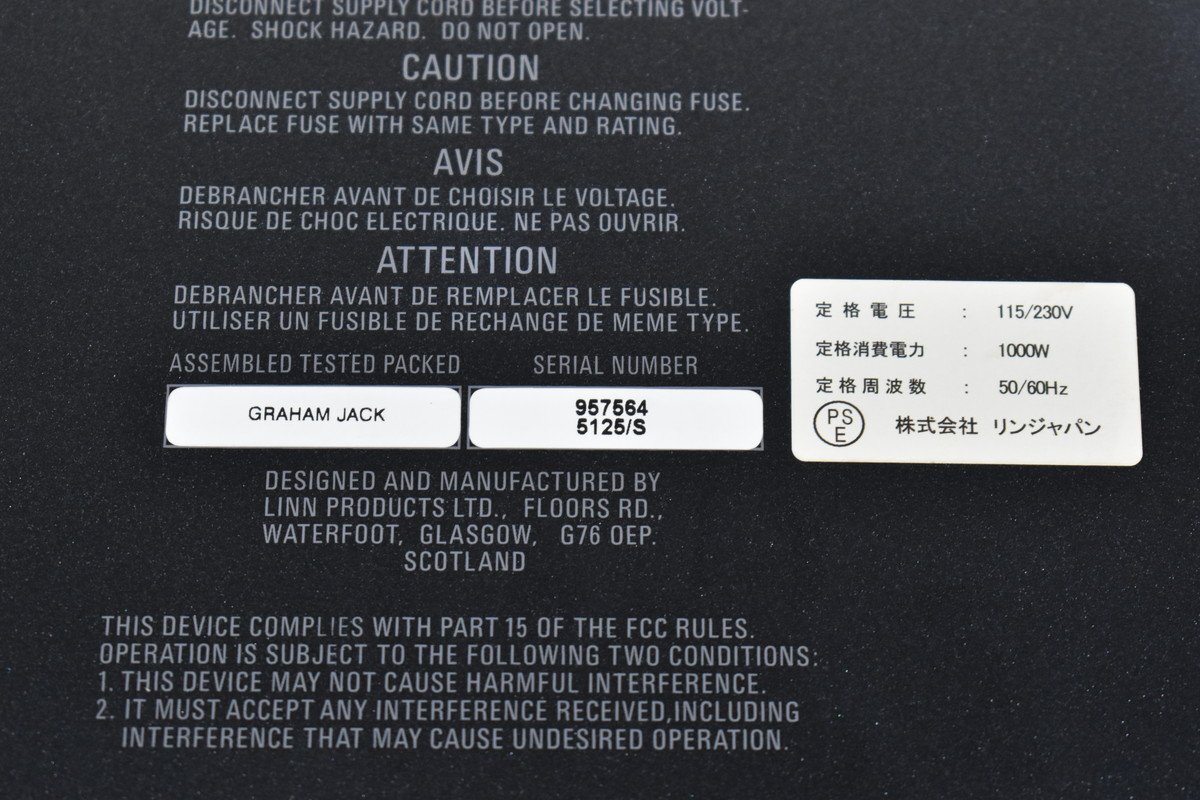 DISCONNECT SUPPLY CORD BEFORE SELECTING VOLT-
AGE. SHOCK HAZARD. DO NOT OPEN.
CAUTION
DISCONNECT SUPPLY CORD BEFORE CHANGING FUSE.
REPLACE FUSE WITH SAME TYPE AND RATING.
AVIS
DEBRANCHER AVANT DE CHOISIR LE VOLTAGE.
RISQUE DE CHOC ELECTRIQUE. NE PAS OUVRIR.
ATTENTION
DEBRANCHER AVANT DE REMPLACER LE FUSIBLE.
UTILISER UN FUSIBLE DE RECHANGE DE MEME TYPE.
ASSEMBLED TESTED PACKED
GRAHAM JACK
SERIAL NUMBER
957564
5125/S
定格電圧 : 115/230V
定格消費電力 : 1000W
定格周波数 : 50/60Hz
PSE 株式会社 リンジャパン
DESIGNED AND MANUFACTURED BY
LINN PRODUCTS LTD., FLOORS RD.,
WATERFOOT, GLASGOW, G76 OEP.
SCOTLAND
THIS DEVICE COMPLIES WITH PART 15 OF THE FCC RULES.
OPERATION IS SUBJECT TO THE FOLLOWING TWO CONDITIONS:
1. THIS DEVICE MAY NOT CAUSE HARMFUL INTERFERENCE.
2. IT MUST ACCEPT ANY INTERFERENCE RECEIVED,INCLUDING
INTERFERENCE THAT MAY CAUSE UNDESIRED OPERATION.